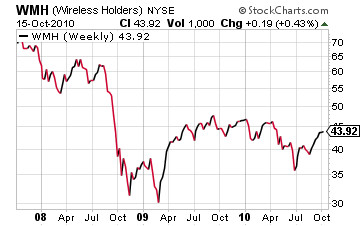 WMH (Wireless Holders) NYSE © StockCharts.com
15-Oct-2010 Cl 43.92 Vol 1,000 Chg +0.19 (+0.43%)
WMH (Weekly) 43.92
70
65
60
55
50
45
43.92
40
35
30
08 Apr Jul Oct 09 Apr Jul Oct 10 Apr Jul Oct